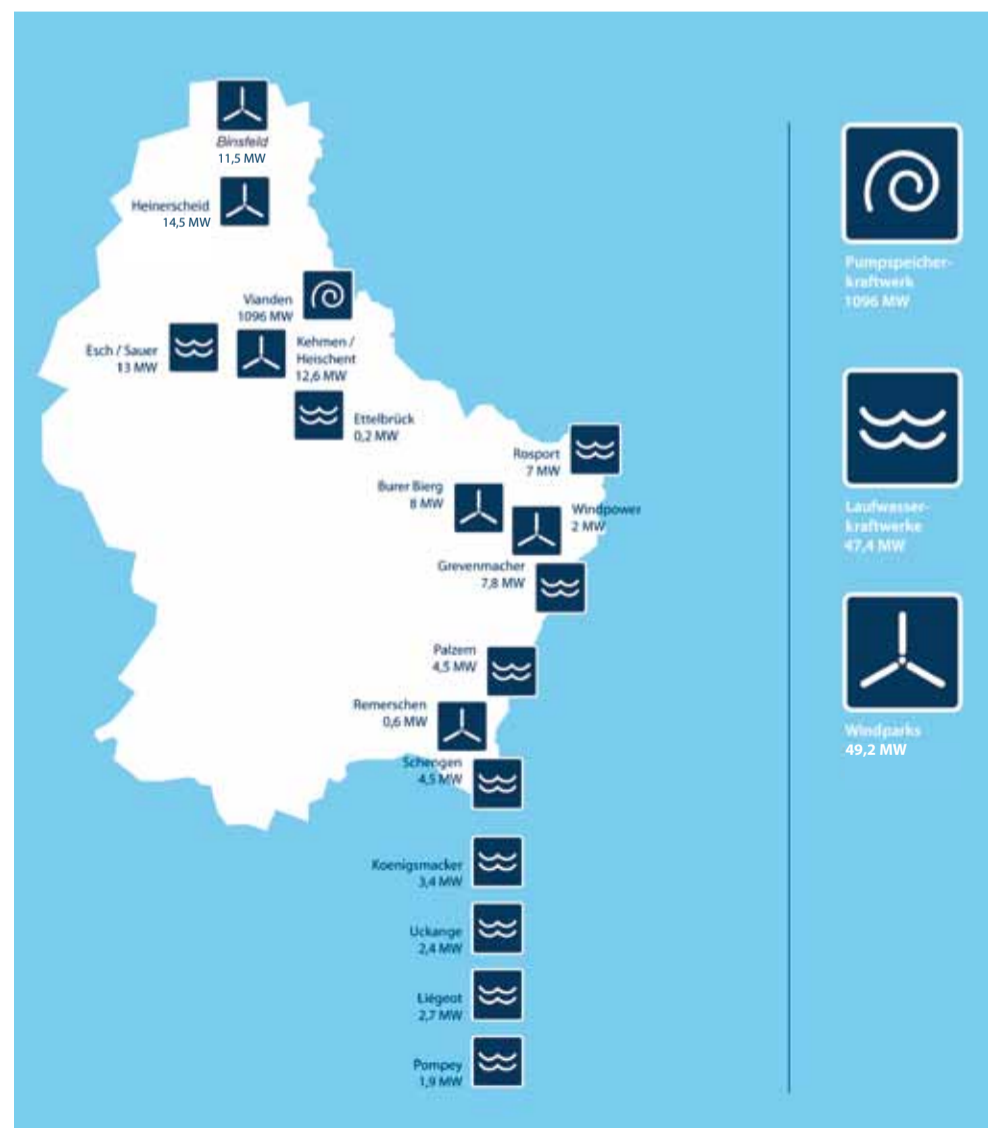 Binsfeld
11,5 MW
Heinerscheid
14,5 MW
Vianden
1096 MW
Esch / Sauer
13 MW
Kehmen /
Heischent
12,6 MW
Ettelbrück
0,2 MW
Rosport
7 MW
Burer Bierg
8 MW
Windpower
2 MW
Grevenmacher
7,8 MW
Palzem
4,5 MW
Remerschen
0,6 MW
Schengen
4,5 MW
Koenigsmacker
3,4 MW
Uckange
2,4 MW
Liégeot
2,7 MW
Pompey
1,9 MW
Pumpspeicher-
kraftwerk
1096 MW
Laufwasser-
kraftwerke
47,4 MW
Windparks
49,2 MW